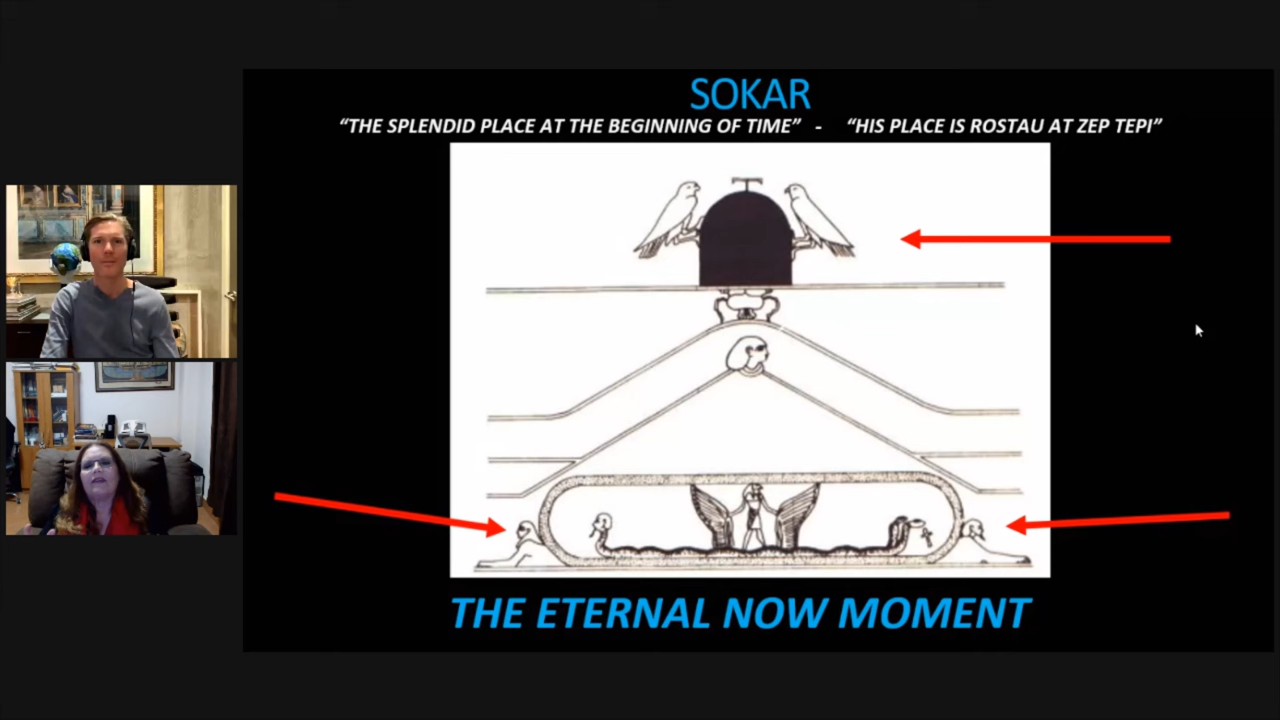 SOKAR
“THE SPLENDID PLACE AT THE BEGINNING OF TIME” - “HIS PLACE IS ROSTAU AT ZEP TEPI”
THE ETERNAL NOW MOMENT